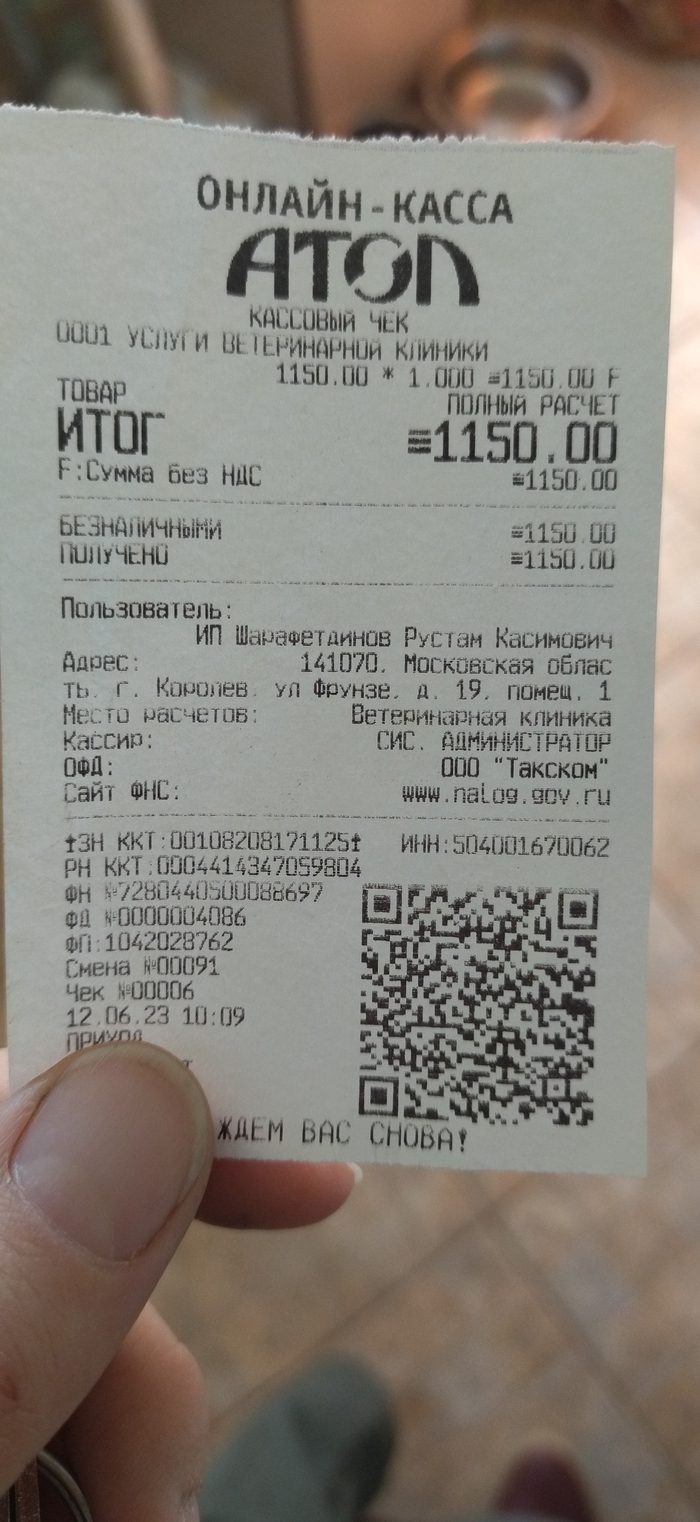 ОНЛАЙН-КАССА
АТОЛ
КАССОВЫЙ ЧЕК
0001 УСЛУГИ ВЕТЕРИНАРНОЙ КЛИНИКИ
1150.00 * 1.000 =1150.00 F
ТОВАР ПОЛНЫЙ РАСЧЕТ
ИТОГ =1150.00
F:Сумма без НДС =1150.00
БЕЗНАЛИЧНЫМИ =1150.00
ПОЛУЧЕНО =1150.00
Пользователь:
ИП Шарафетдинов Рустам Касимович
Адрес: 141070, Московская облас
ть, г. Королев, ул Фрунзе, д. 19, помещ. 1
Место расчетов: Ветеринарная клиника
Кассир: СИС. АДМИНИСТРАТОР
ОФД: ООО "Такском"
Сайт ФНС: www.nalog.gov.ru
ЗН ККТ:00108208171125 ИНН:504001670062
РН ККТ:0004414347059804
ФН №7280440500088697
ФД №0000004086
ФП:1042028762
Смена №00091
Чек №00006
12.06.23 10:09
ПРИХОД
ЖДЕМ ВАС СНОВА!